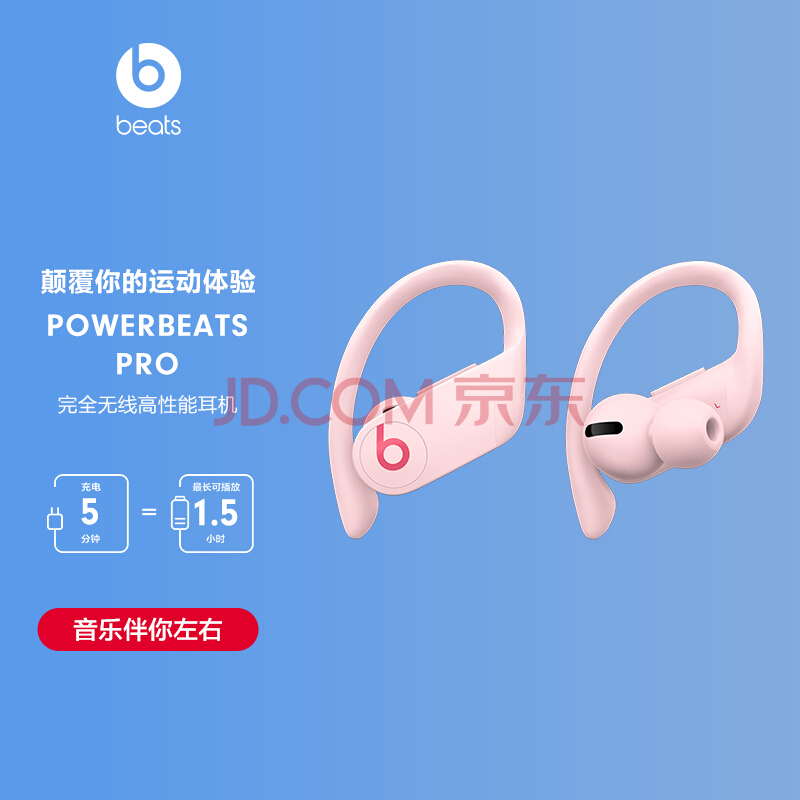 beats
颠覆你的运动体验
POWERBEATS
PRO
完全无线高性能耳机
JD.COM 京东
充电
5
分钟
=
最长可播放
1.5
小时
音乐伴你左右
b
L